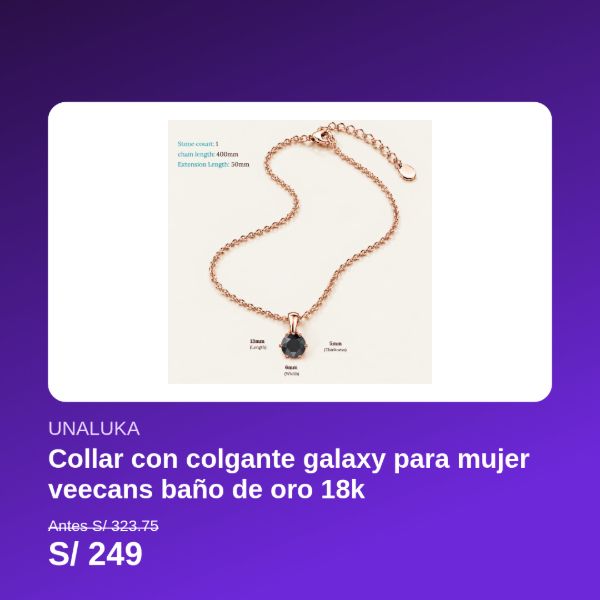 Stone count: 1
chain length: 400mm
Extension Length: 50mm
13mm
(Length)
5mm
(Thickness)
6mm
(Width)
UNALUKA
Collar con colgante galaxy para mujer
veecans baño de oro 18k
Antes S/ 323.75
S/ 249